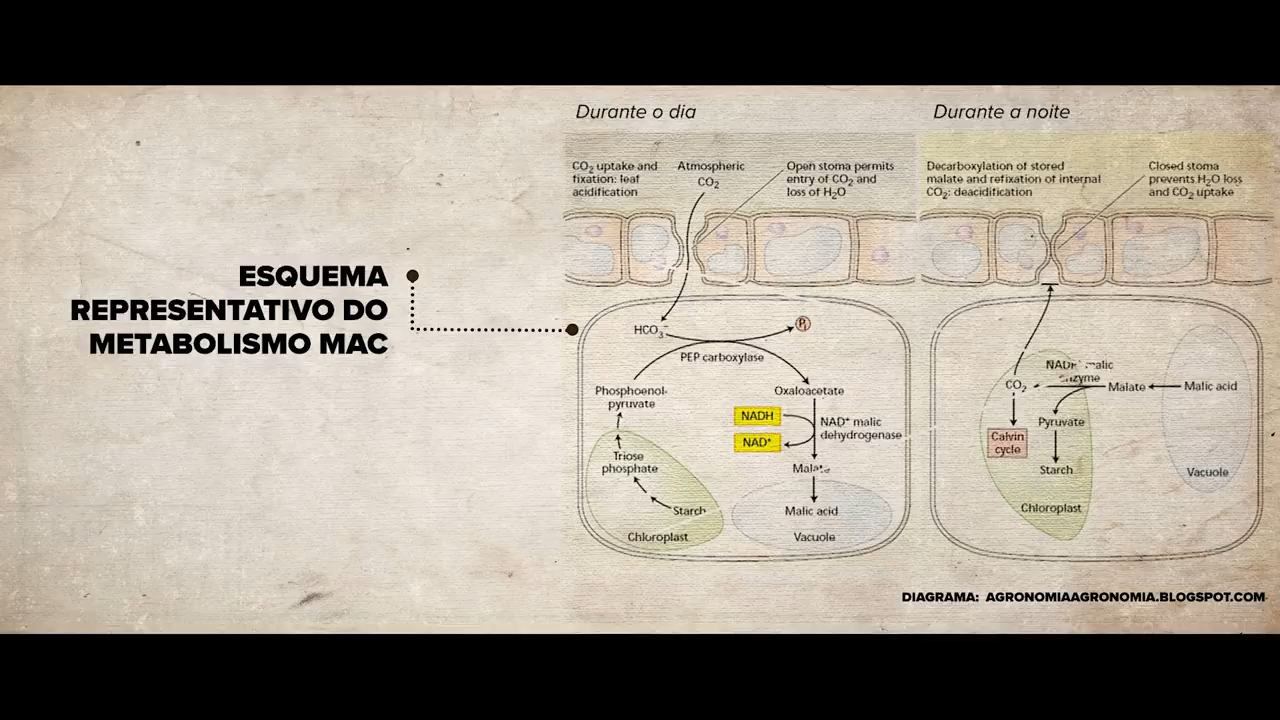 ESQUEMA
REPRESENTATIVO DO
METABOLISMO MAC
Durante o dia
CO₂ uptake and
fixation: leaf
acidification
Atmospheric
CO₂
Open stoma permits
entry of CO₂ and
loss of H₂O
HCO₃⁻
Pi
PEP carboxylase
Phosphoenol-
pyruvate
Oxaloacetate
NADH
NAD⁺
NAD⁺ malic
dehydrogenase
Triose
phosphate
Malate
Starch
Malic acid
Chloroplast
Vacuole
Durante a noite
Decarboxylation of stored
malate and refixation of internal
CO₂: deacidification
Closed stoma
prevents H₂O loss
and CO₂ uptake
malic
enzyme
CO₂
Malate
Malic acid
Pyruvate
Calvin
cycle
Starch
Vacuole
Chloroplast
DIAGRAMA: AGRONOMIAAGRONOMIA.BLOGSPOT.COM